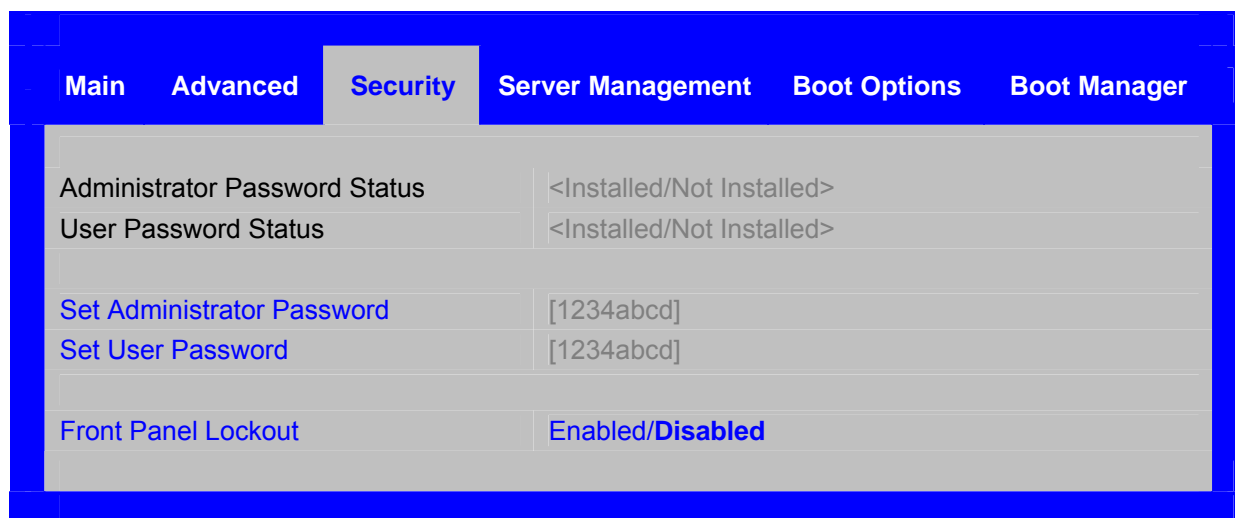 Main Advanced Security Server Management Boot Options Boot Manager
Administrator Password Status <Installed/Not Installed>
User Password Status <Installed/Not Installed>
Set Administrator Password [1234abcd]
Set User Password [1234abcd]
Front Panel Lockout Enabled/Disabled